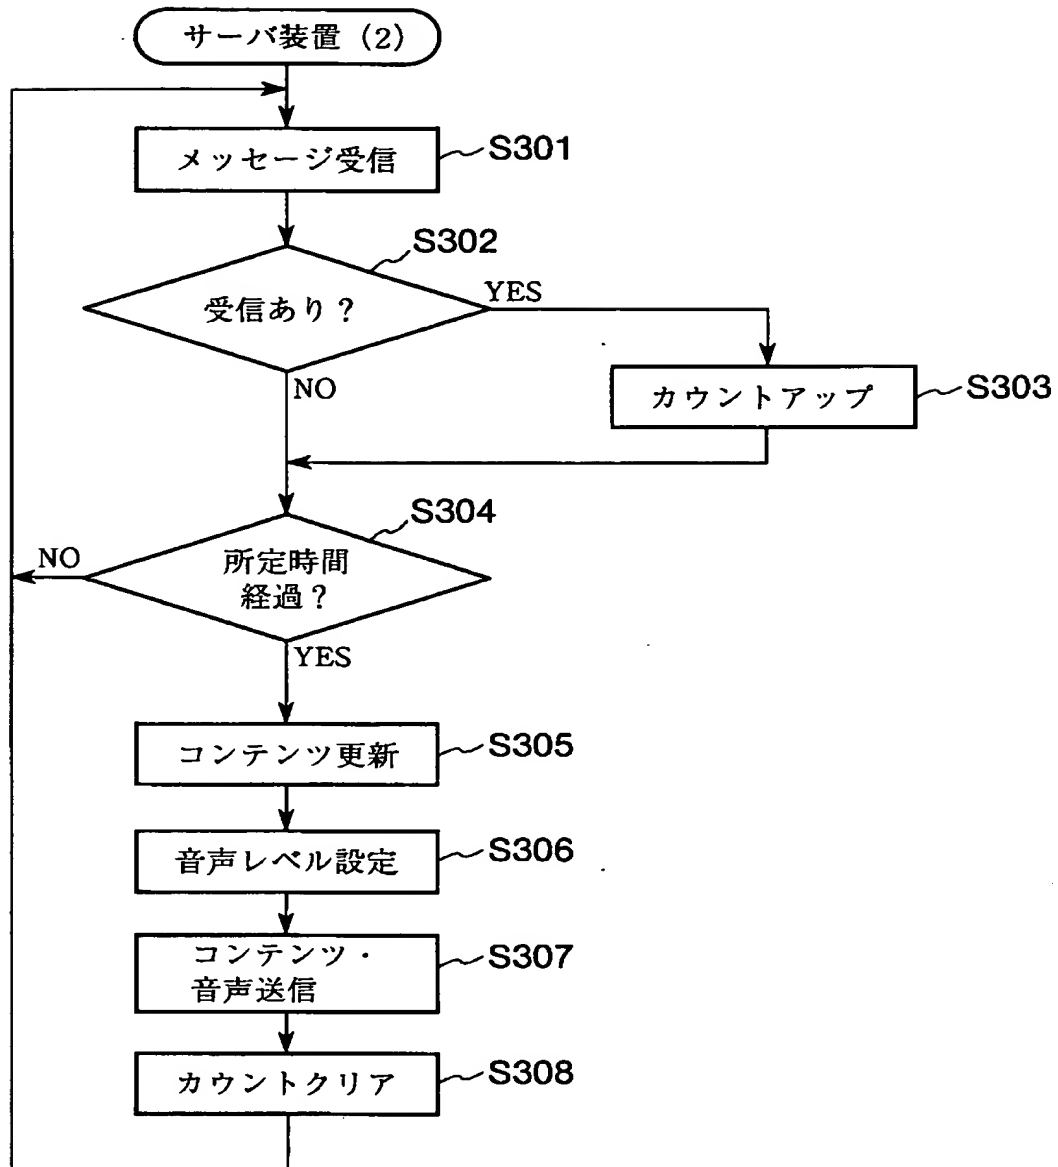 サーバ装置 (2)
メッセージ受信
S301
S302
受信あり？
YES
NO
カウントアップ
S303
S304
所定時間
経過？
NO
YES
コンテンツ更新
S305
音声レベル設定
S306
コンテンツ・
音声送信
S307
カウントクリア
S308